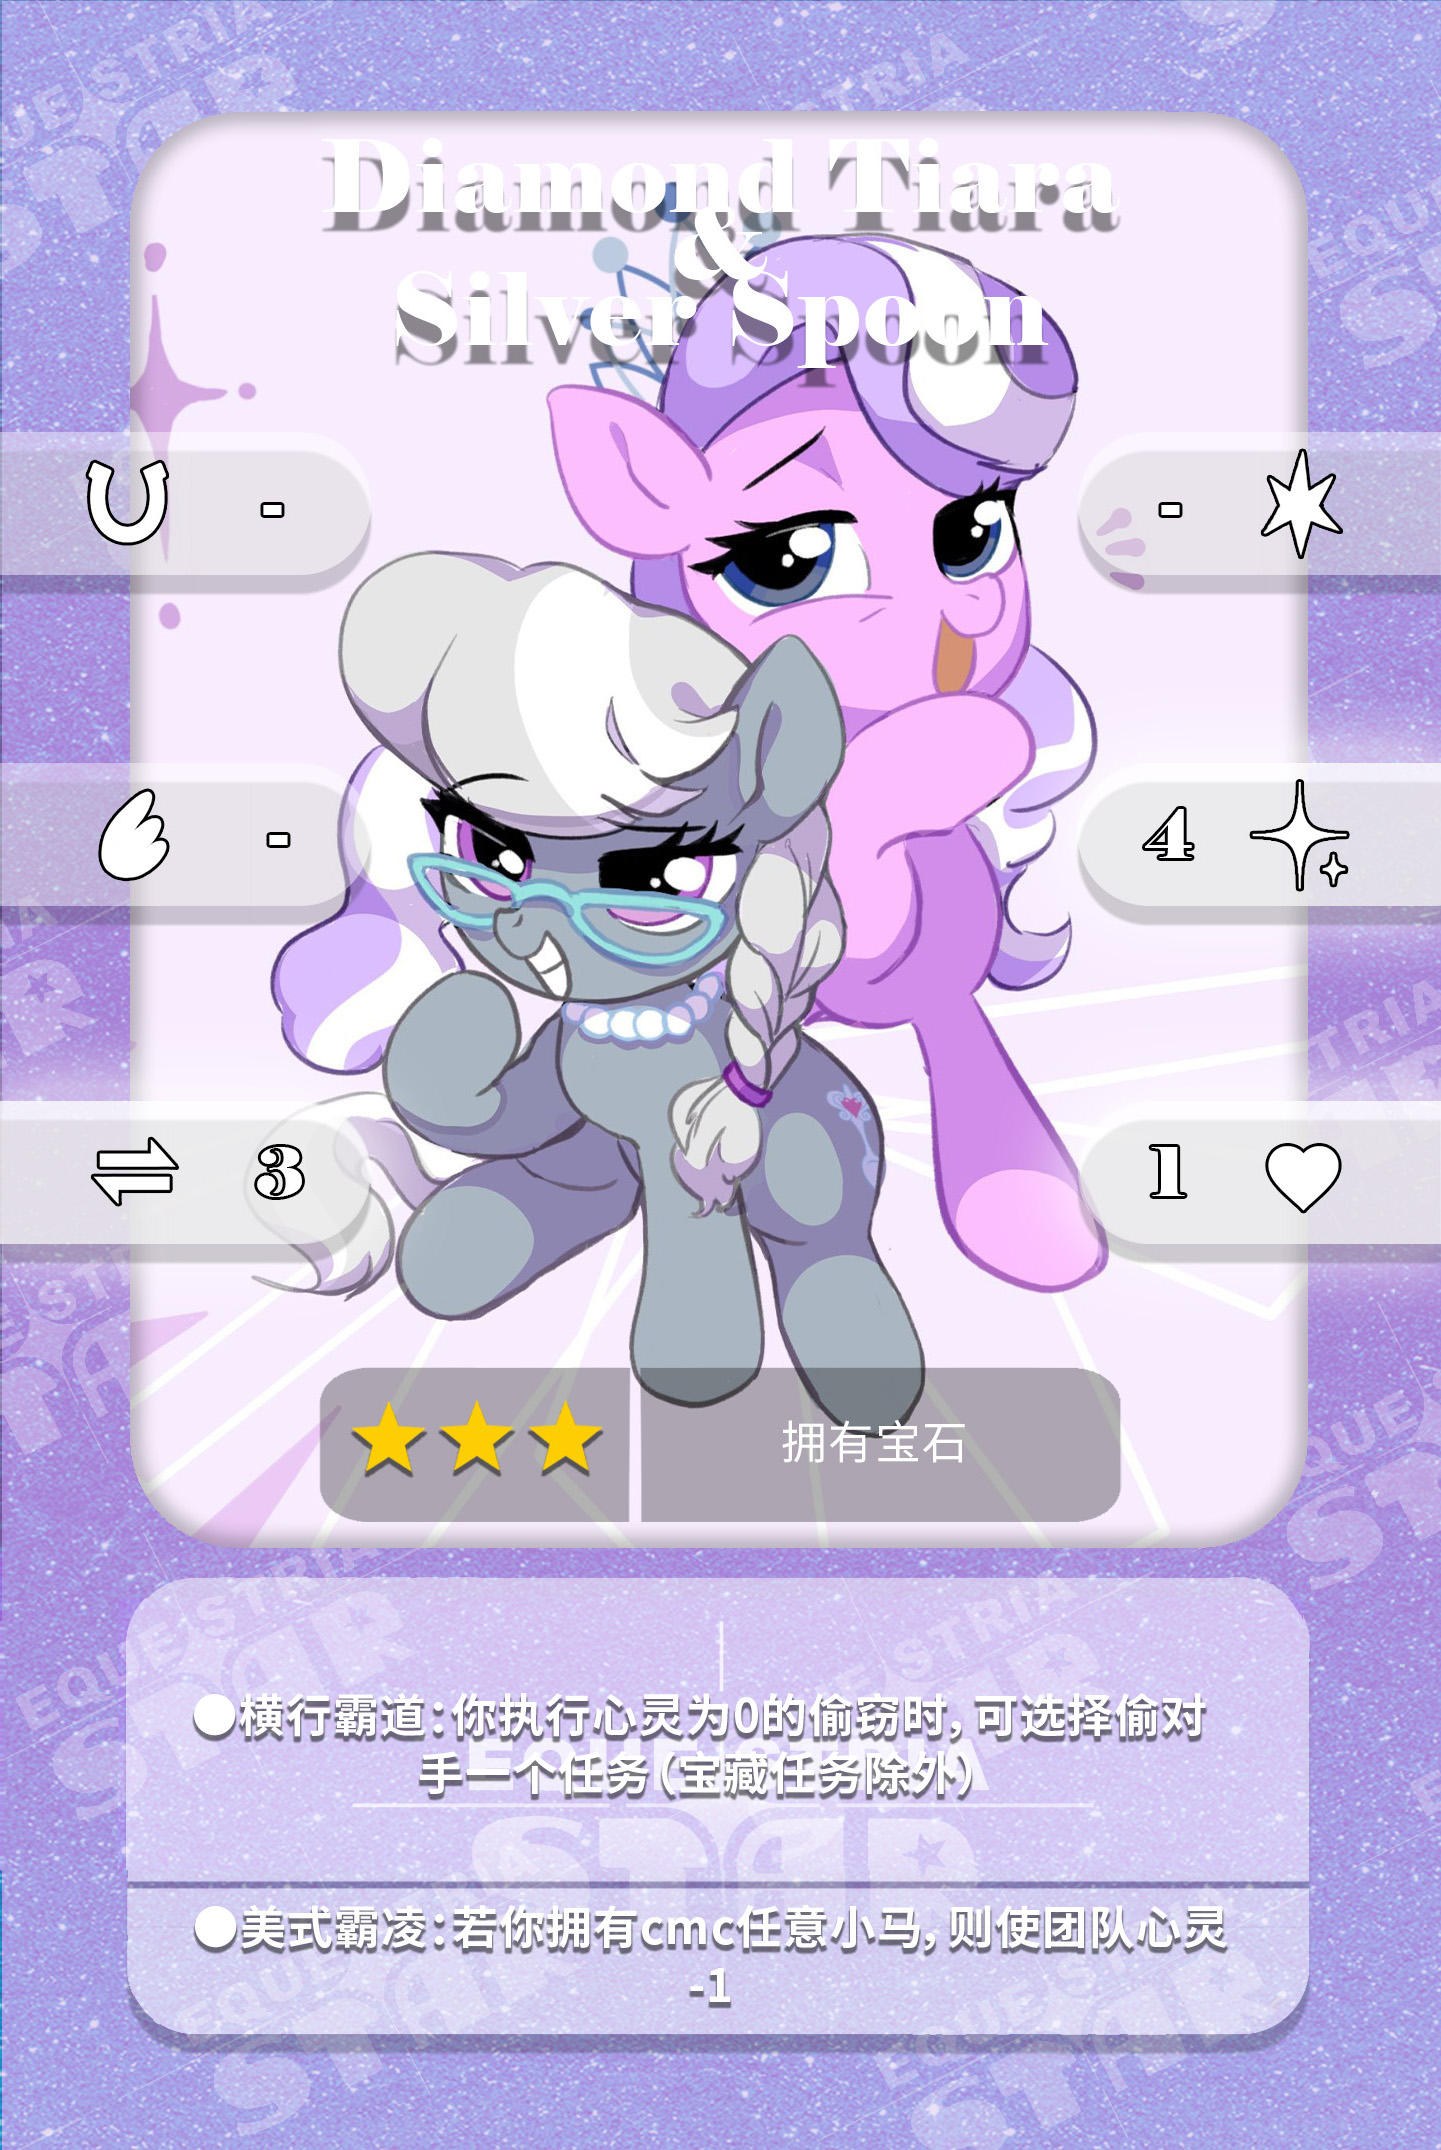 Diamond Tiara
&
Silver Spoon
-
-
-
4
3
1
拥有宝石
●横行霸道：你执行心灵为0的偷窃时，可选择偷对
手一个任务（宝藏任务除外）
EQUESTRIA
STAR
●美式霸凌：若你拥有cmc任意小马，则使团队心灵
-1